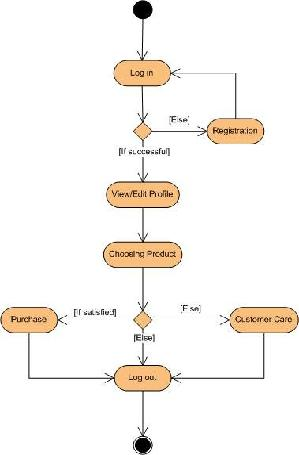 Log in
[Else]
Registration
[If successful]
View/Edit Profile
Choosing Product
[If satisfied]
Else]
Purchase
Customer Care
[Else]
Log out